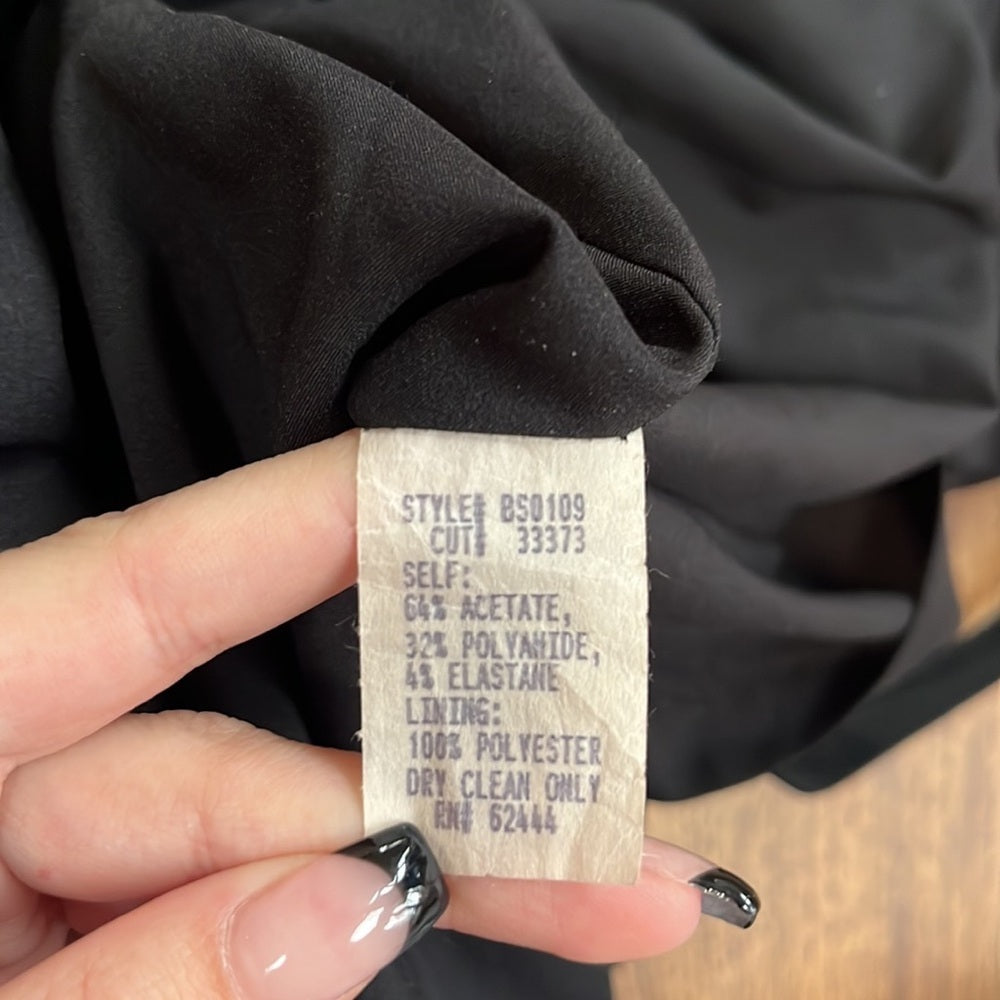 STYLE# BS0109
CUT# 33373
SELF:
64% ACETATE,
32% POLYAMIDE,
4% ELASTANE
LINING:
100% POLYESTER
DRY CLEAN ONLY
RN# 62444